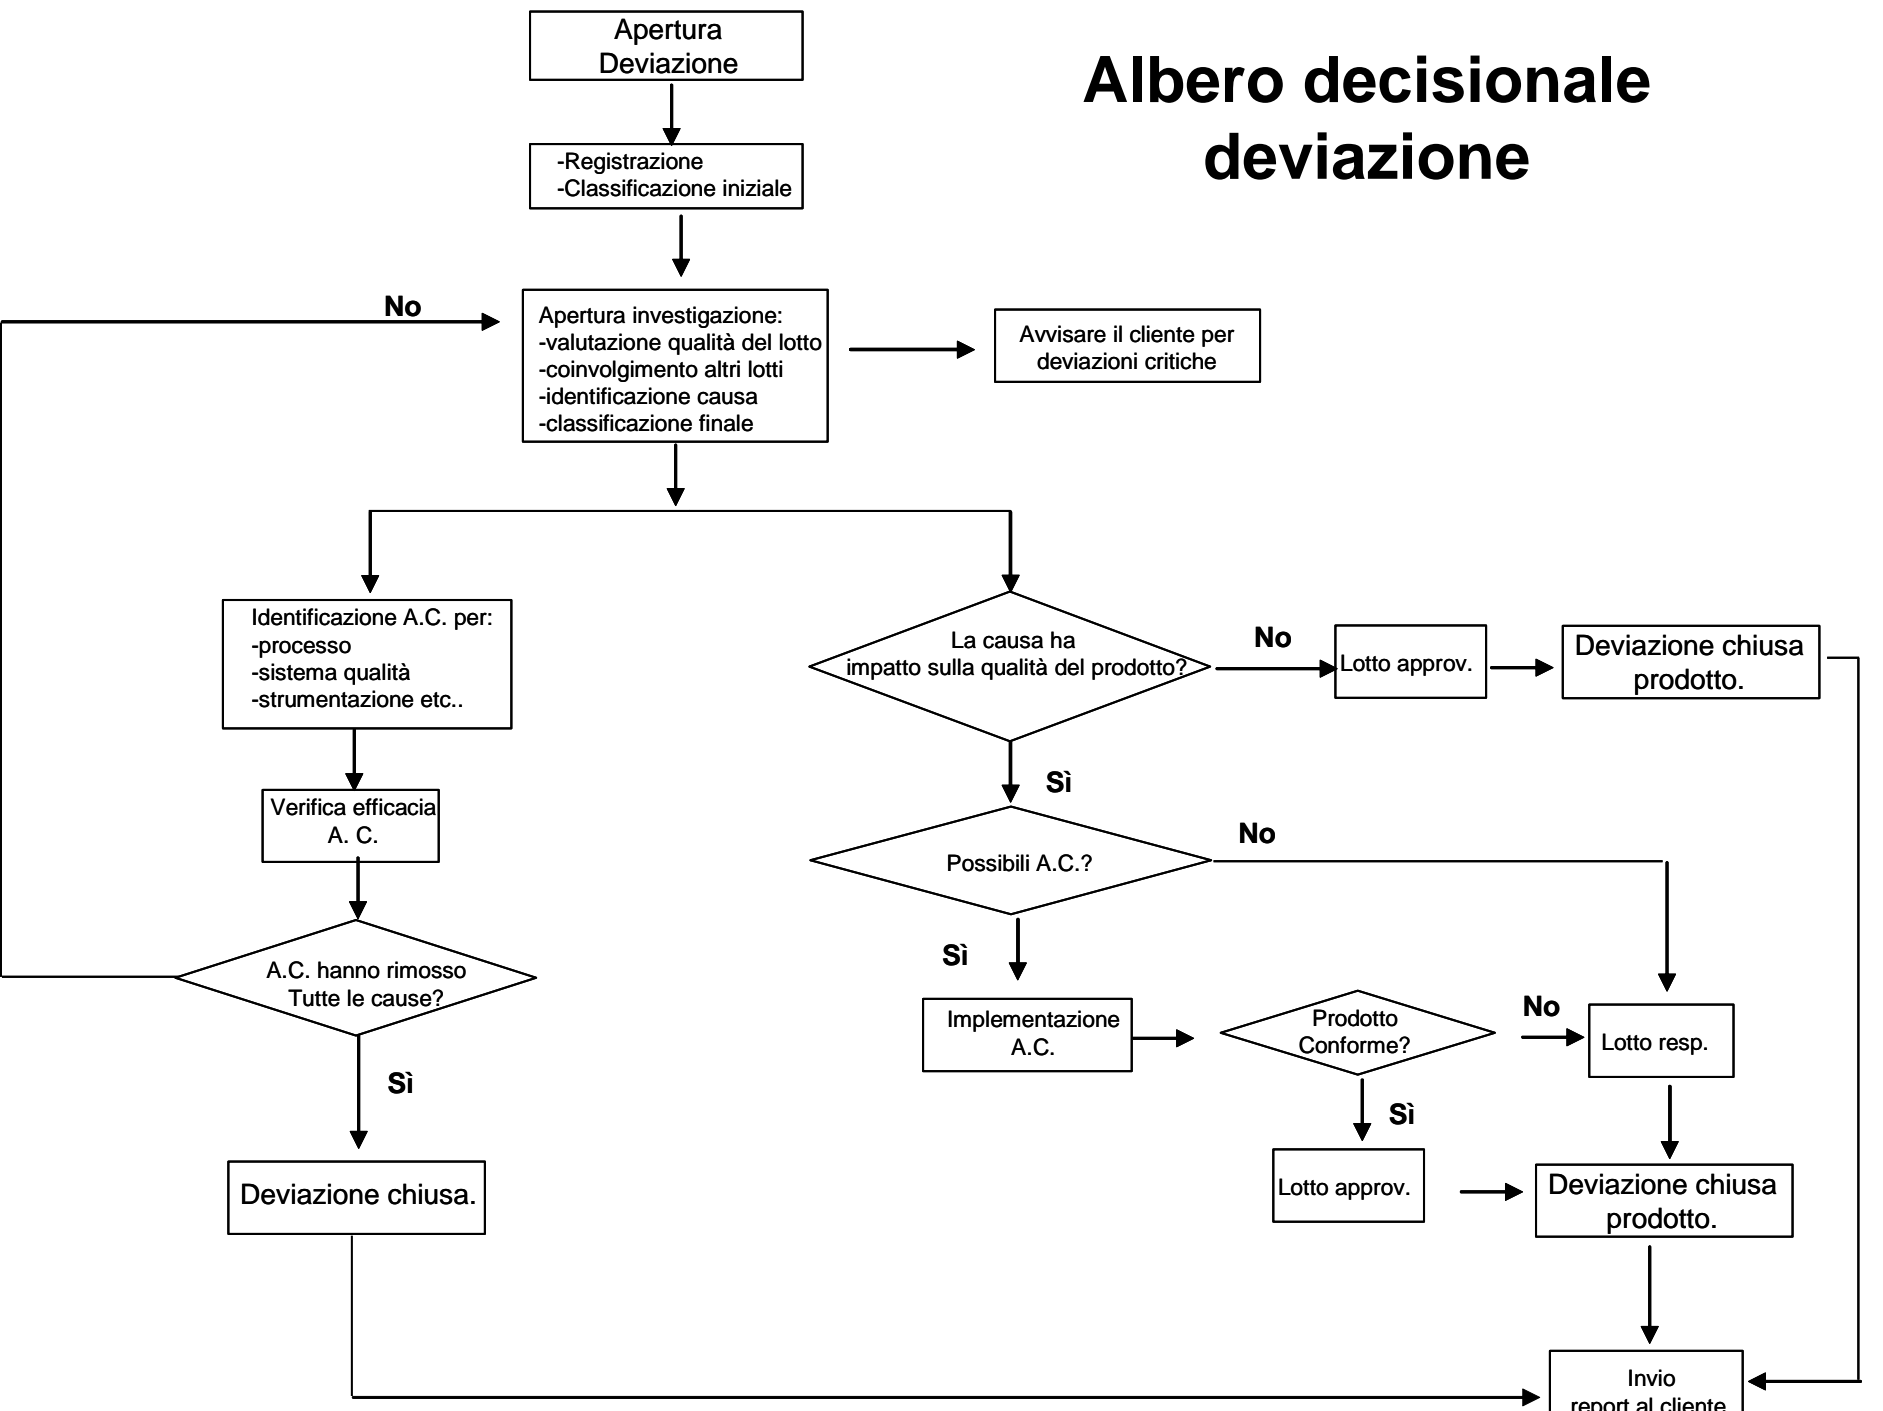 Apertura
Deviazione
Albero decisionale
deviazione
-Registrazione
-Classificazione iniziale
No
Apertura investigazione:
-valutazione qualità del lotto
-coinvolgimento altri lotti
-identificazione causa
-classificazione finale
Avvisare il cliente per
deviazioni critiche
Identificazione A.C. per:
-processo
-sistema qualità
-strumentazione etc..
La causa ha
impatto sulla qualità del prodotto?
No
Lotto approv.
Deviazione chiusa
prodotto.
Verifica efficacia
A. C.
Sì
Possibili A.C.?
No
A.C. hanno rimosso
Tutte le cause?
Sì
Implementazione
A.C.
Prodotto
Conforme?
No
Lotto resp.
Sì
Sì
Deviazione chiusa.
Lotto approv.
Deviazione chiusa
prodotto.
Invio
report al cliente